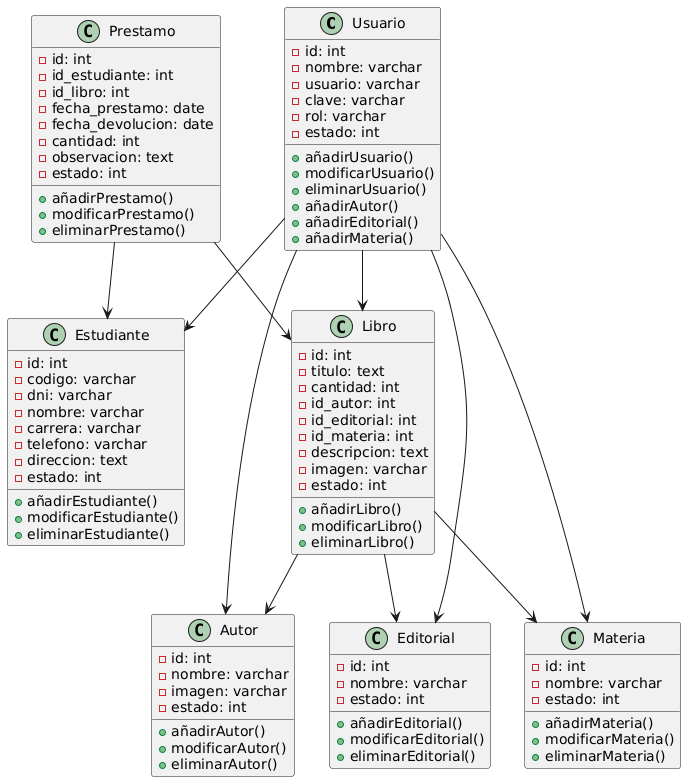 C Prestamo
id: int
id_estudiante: int
id_libro: int
fecha_prestamo: date
fecha_devolucion: date
cantidad: int
observacion: text
estado: int
añadirPrestamo()
modificarPrestamo()
eliminarPrestamo()
C Usuario
id: int
nombre: varchar
usuario: varchar
clave: varchar
rol: varchar
estado: int
añadirUsuario()
modificarUsuario()
eliminarUsuario()
añadirAutor()
añadirEditorial()
añadirMateria()
C Estudiante
id: int
codigo: varchar
dni: varchar
nombre: varchar
carrera: varchar
telefono: varchar
direccion: text
estado: int
añadirEstudiante()
modificarEstudiante()
eliminarEstudiante()
C Libro
id: int
titulo: text
cantidad: int
id_autor: int
id_editorial: int
id_materia: int
descripcion: text
imagen: varchar
estado: int
añadirLibro()
modificarLibro()
eliminarLibro()
C Autor
id: int
nombre: varchar
imagen: varchar
estado: int
añadirAutor()
modificarAutor()
eliminarAutor()
C Editorial
id: int
nombre: varchar
estado: int
añadirEditorial()
modificarEditorial()
eliminarEditorial()
C Materia
id: int
nombre: varchar
estado: int
añadirMateria()
modificarMateria()
eliminarMateria()